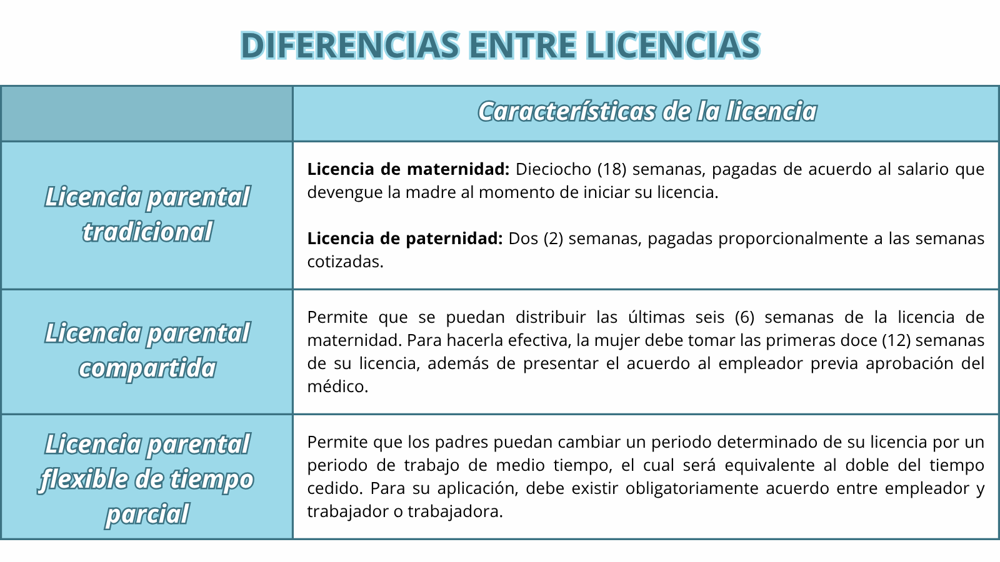 DIFERENCIAS ENTRE LICENCIAS
Características de la licencia
Licencia parental
tradicional
Licencia de maternidad: Dieciocho (18) semanas, pagadas de acuerdo al salario que
devengue la madre al momento de iniciar su licencia.
Licencia de paternidad: Dos (2) semanas, pagadas proporcionalmente a las semanas
cotizadas.
Licencia parental
compartida
Permite que se puedan distribuir las últimas seis (6) semanas de la licencia de
maternidad. Para hacerla efectiva, la mujer debe tomar las primeras doce (12) semanas
de su licencia, además de presentar el acuerdo al empleador previa aprobación del
médico.
Licencia parental
flexible de tiempo
parcial
Permite que los padres puedan cambiar un periodo determinado de su licencia por un
periodo de trabajo de medio tiempo, el cual será equivalente al doble del tiempo
cedido. Para su aplicación, debe existir obligatoriamente acuerdo entre empleador y
trabajador o trabajadora.